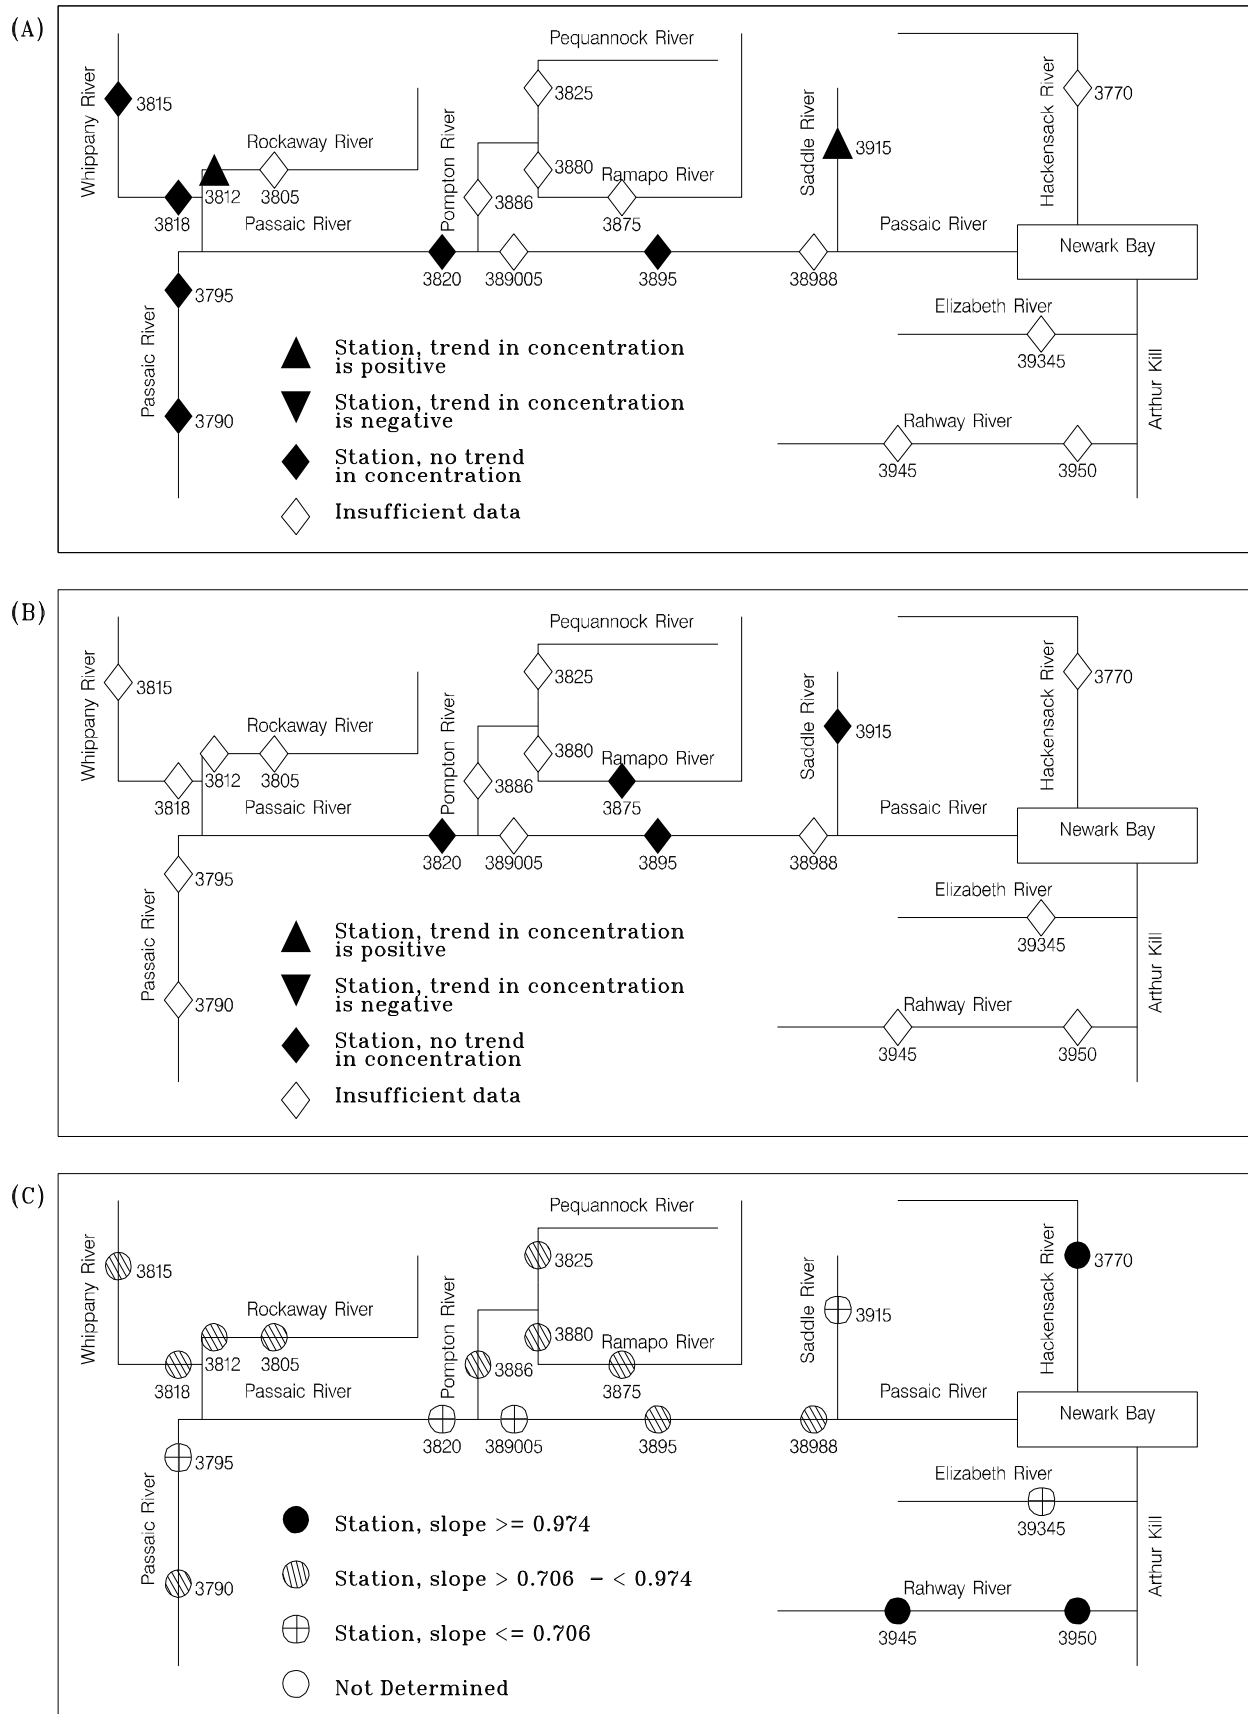 (A)
Pequannock River
Whippany River
3815
3825
Hackensack River
3770
Rockaway River
Pompton River
Saddle River
3915
3880
Ramapo River
3812
3805
3886
3875
3818
Passaic River
Passaic River
Newark Bay
3820
389005
3895
38988
3795
Elizabeth River
39345
Passaic River
Station, trend in concentration
is positive
Arthur Kill
Station, trend in concentration
is negative
3790
Rahway River
3945
3950
Station, no trend
in concentration
Insufficient data
(B)
Pequannock River
Whippany River
3815
3825
Hackensack River
3770
Rockaway River
Pompton River
Saddle River
3915
3880
Ramapo River
3812
3805
3886
3875
3818
Passaic River
Passaic River
Newark Bay
3820
389005
3895
38988
3795
Elizabeth River
39345
Passaic River
Station, trend in concentration
is positive
Arthur Kill
Station, trend in concentration
is negative
3790
Rahway River
3945
3950
Station, no trend
in concentration
Insufficient data
(C)
Pequannock River
Whippany River
3815
3825
Hackensack River
3770
Rockaway River
Pompton River
Saddle River
3915
3880
Ramapo River
3812
3805
3886
3875
3818
Passaic River
Passaic River
Newark Bay
3820
389005
3895
38988
3795
Elizabeth River
39345
Passaic River
Station, slope >= 0.974
Arthur Kill
Station, slope > 0.706 – < 0.974
3790
Rahway River
3945
3950
Station, slope <= 0.706
Not Determined